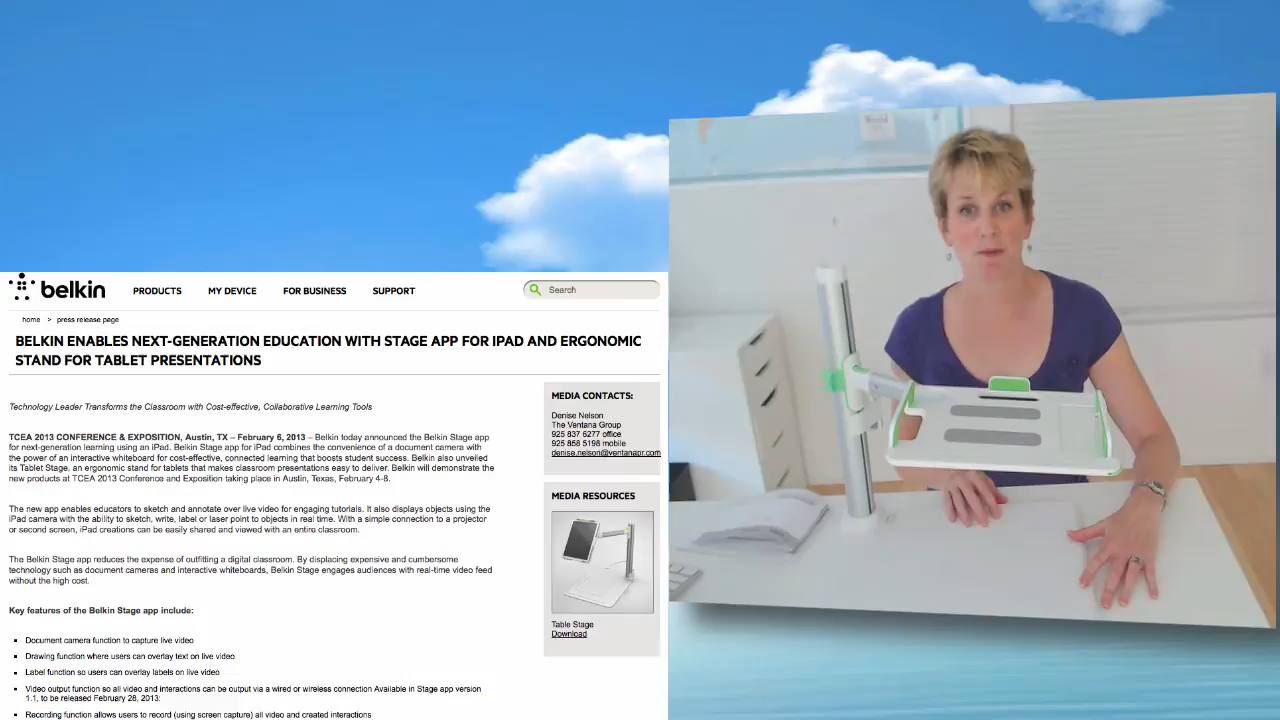 belkin
PRODUCTS
MY DEVICE
FOR BUSINESS
SUPPORT
Search
home > press release page
BELKIN ENABLES NEXT-GENERATION EDUCATION WITH STAGE APP FOR IPAD AND ERGONOMIC
STAND FOR TABLET PRESENTATIONS
Technology Leader Transforms the Classroom with Cost-effective, Collaborative Learning Tools
TCEA 2013 CONFERENCE & EXPOSITION, Austin, TX – February 6, 2013 – Belkin today announced the Belkin Stage app
for next-generation learning using an iPad. Belkin Stage app for iPad combines the convenience of a document camera with
the power of an interactive whiteboard for cost-effective, connected learning that boosts student success. Belkin also unveiled
its Tablet Stage, an ergonomic stand for tablets that makes classroom presentations easy to deliver. Belkin will demonstrate the
new products at TCEA 2013 Conference and Exposition taking place in Austin, Texas, February 4-8.
The new app enables educators to sketch and annotate over live video for engaging tutorials. It also displays objects using the
iPad camera with the ability to sketch, write, label or laser point to objects in real time. With a simple connection to a projector
or second screen, iPad creations can be easily shared and viewed with an entire classroom.
The Belkin Stage app reduces the expense of outfitting a digital classroom. By displacing expensive and cumbersome
technology such as document cameras and interactive whiteboards, Belkin Stage engages audiences with real-time video feed
without the high cost.
Key features of the Belkin Stage app include:
▪ Document camera function to capture live video
▪ Drawing function where users can overlay text on live video
▪ Label function so users can overlay labels on live video
▪ Video output function so all video and interactions can be output via a wired or wireless connection Available in Stage app version
1.1, to be released February 28, 2013:
▪ Recording function allows users to record (using screen capture) all video and created interactions
MEDIA CONTACTS:
Denise Nelson
The Ventana Group
925 837 6277 office
925 858 5198 mobile
denise.nelson@ventanapr.com
MEDIA RESOURCES
Table Stage
Download
World